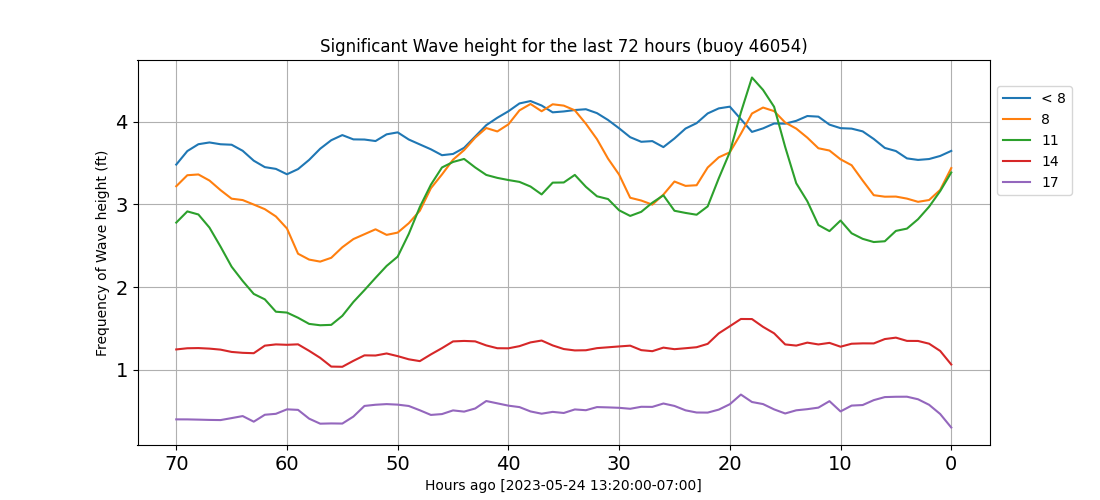 Significant Wave height for the last 72 hours (buoy 46054)
Frequency of Wave height (ft)
4
3
2
1
70 60 50 40 30 20 10 0
Hours ago [2023-05-24 13:20:00-07:00]
< 8
8
11
14
17